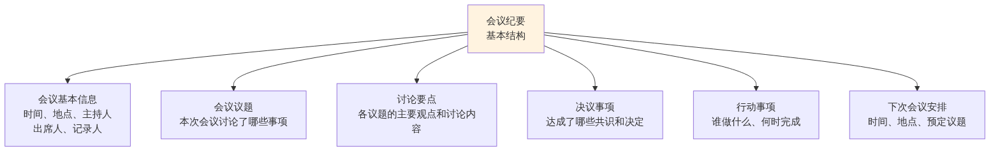 会议纪要
基本结构
会议基本信息
时间、地点、主持人
出席人、记录人
会议议题
本次会议讨论了哪些事项
讨论要点
各议题的主要观点和讨论内
容
决议事项
达成了哪些共识和决定
行动事项
谁做什么、何时完成
下次会议安排
时间、地点、预定议题